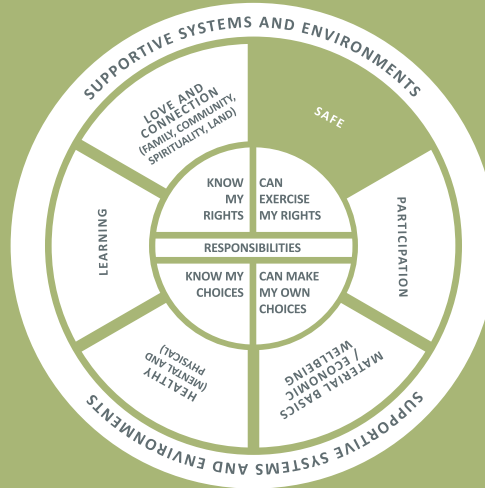 SUPPORTIVE SYSTEMS AND ENVIRONMENTS
LOVE AND
CONNECTION
(FAMILY, COMMUNITY,
SPIRITUALITY, LAND)
SAFE
LEARNING
KNOW
MY
RIGHTS
CAN
EXERCISE
MY RIGHTS
PARTICIPATION
RESPONSIBILITIES
KNOW MY
CHOICES
CAN MAKE
MY OWN
CHOICES
HEALTHY
(MENTAL AND
PHYSICAL)
MATERIAL BASICS
/ ECONOMIC
WELLBEING
SUPPORTIVE SYSTEMS AND ENVIRONMENTS